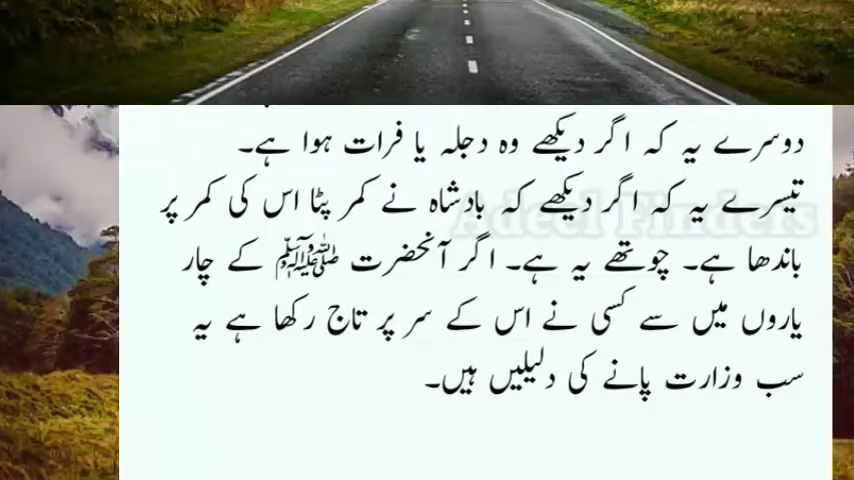 دوسرے یہ کہ اگر دیکھے وہ دجلہ یا فرات ہوا ہے۔
تیسرے یہ کہ اگر دیکھے کہ بادشاہ نے کمر پٹا اس کی کمر پر
باندھا ہے۔ چوتھے یہ ہے۔ اگر آنحضرت ﷺ کے چار
یاروں میں سے کسی نے اس کے سر پر تاج رکھا ہے یہ
سب وزارت پانے کی دلیلیں ہیں۔
Adeel Finders